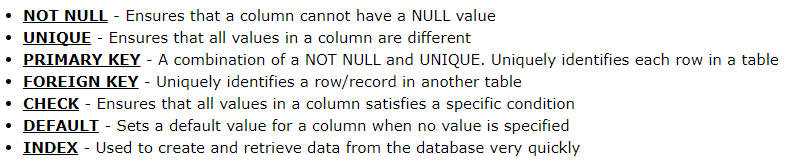 • NOT NULL - Ensures that a column cannot have a NULL value
• UNIQUE - Ensures that all values in a column are different
• PRIMARY KEY - A combination of a NOT NULL and UNIQUE. Uniquely identifies each row in a table
• FOREIGN KEY - Uniquely identifies a row/record in another table
• CHECK - Ensures that all values in a column satisfies a specific condition
• DEFAULT - Sets a default value for a column when no value is specified
• INDEX - Used to create and retrieve data from the database very quickly